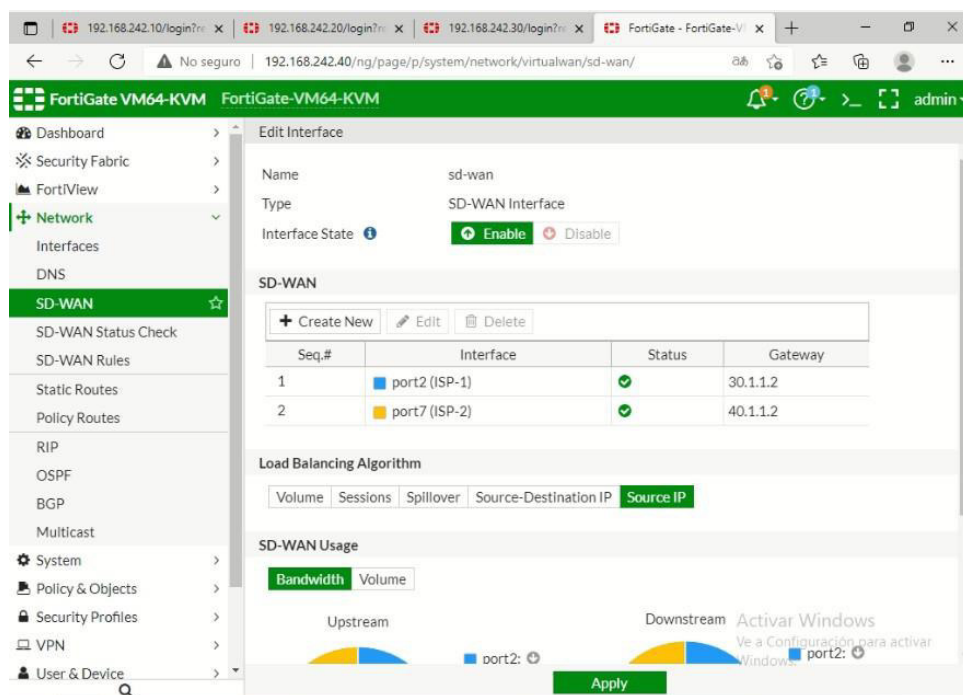 192.168.242.10/login?re
192.168.242.20/login?re
192.168.242.30/login?re
FortiGate - FortiGate-V
No seguro
192.168.242.40/ng/page/p/system/network/virtualwan/sd-wan/
FortiGate VM64-KVM
FortiGate-VM64-KVM
1
1
admin
Dashboard
Security Fabric
FortiView
Network
Interfaces
DNS
SD-WAN
SD-WAN Status Check
SD-WAN Rules
Static Routes
Policy Routes
RIP
OSPF
BGP
Multicast
System
Policy & Objects
Security Profiles
VPN
User & Device
Edit Interface
Name sd-wan
Type SD-WAN Interface
Interface State Enable Disable
SD-WAN
Create New Edit Delete
Seq.# Interface Status Gateway
1 port2 (ISP-1) 30.1.1.2
2 port7 (ISP-2) 40.1.1.2
Load Balancing Algorithm
Volume Sessions Spillover Source-Destination IP Source IP
SD-WAN Usage
Bandwidth Volume
Upstream Downstream
port2: port2:
Activar Windows
Ve a Configuración para activar
Windows.
Apply